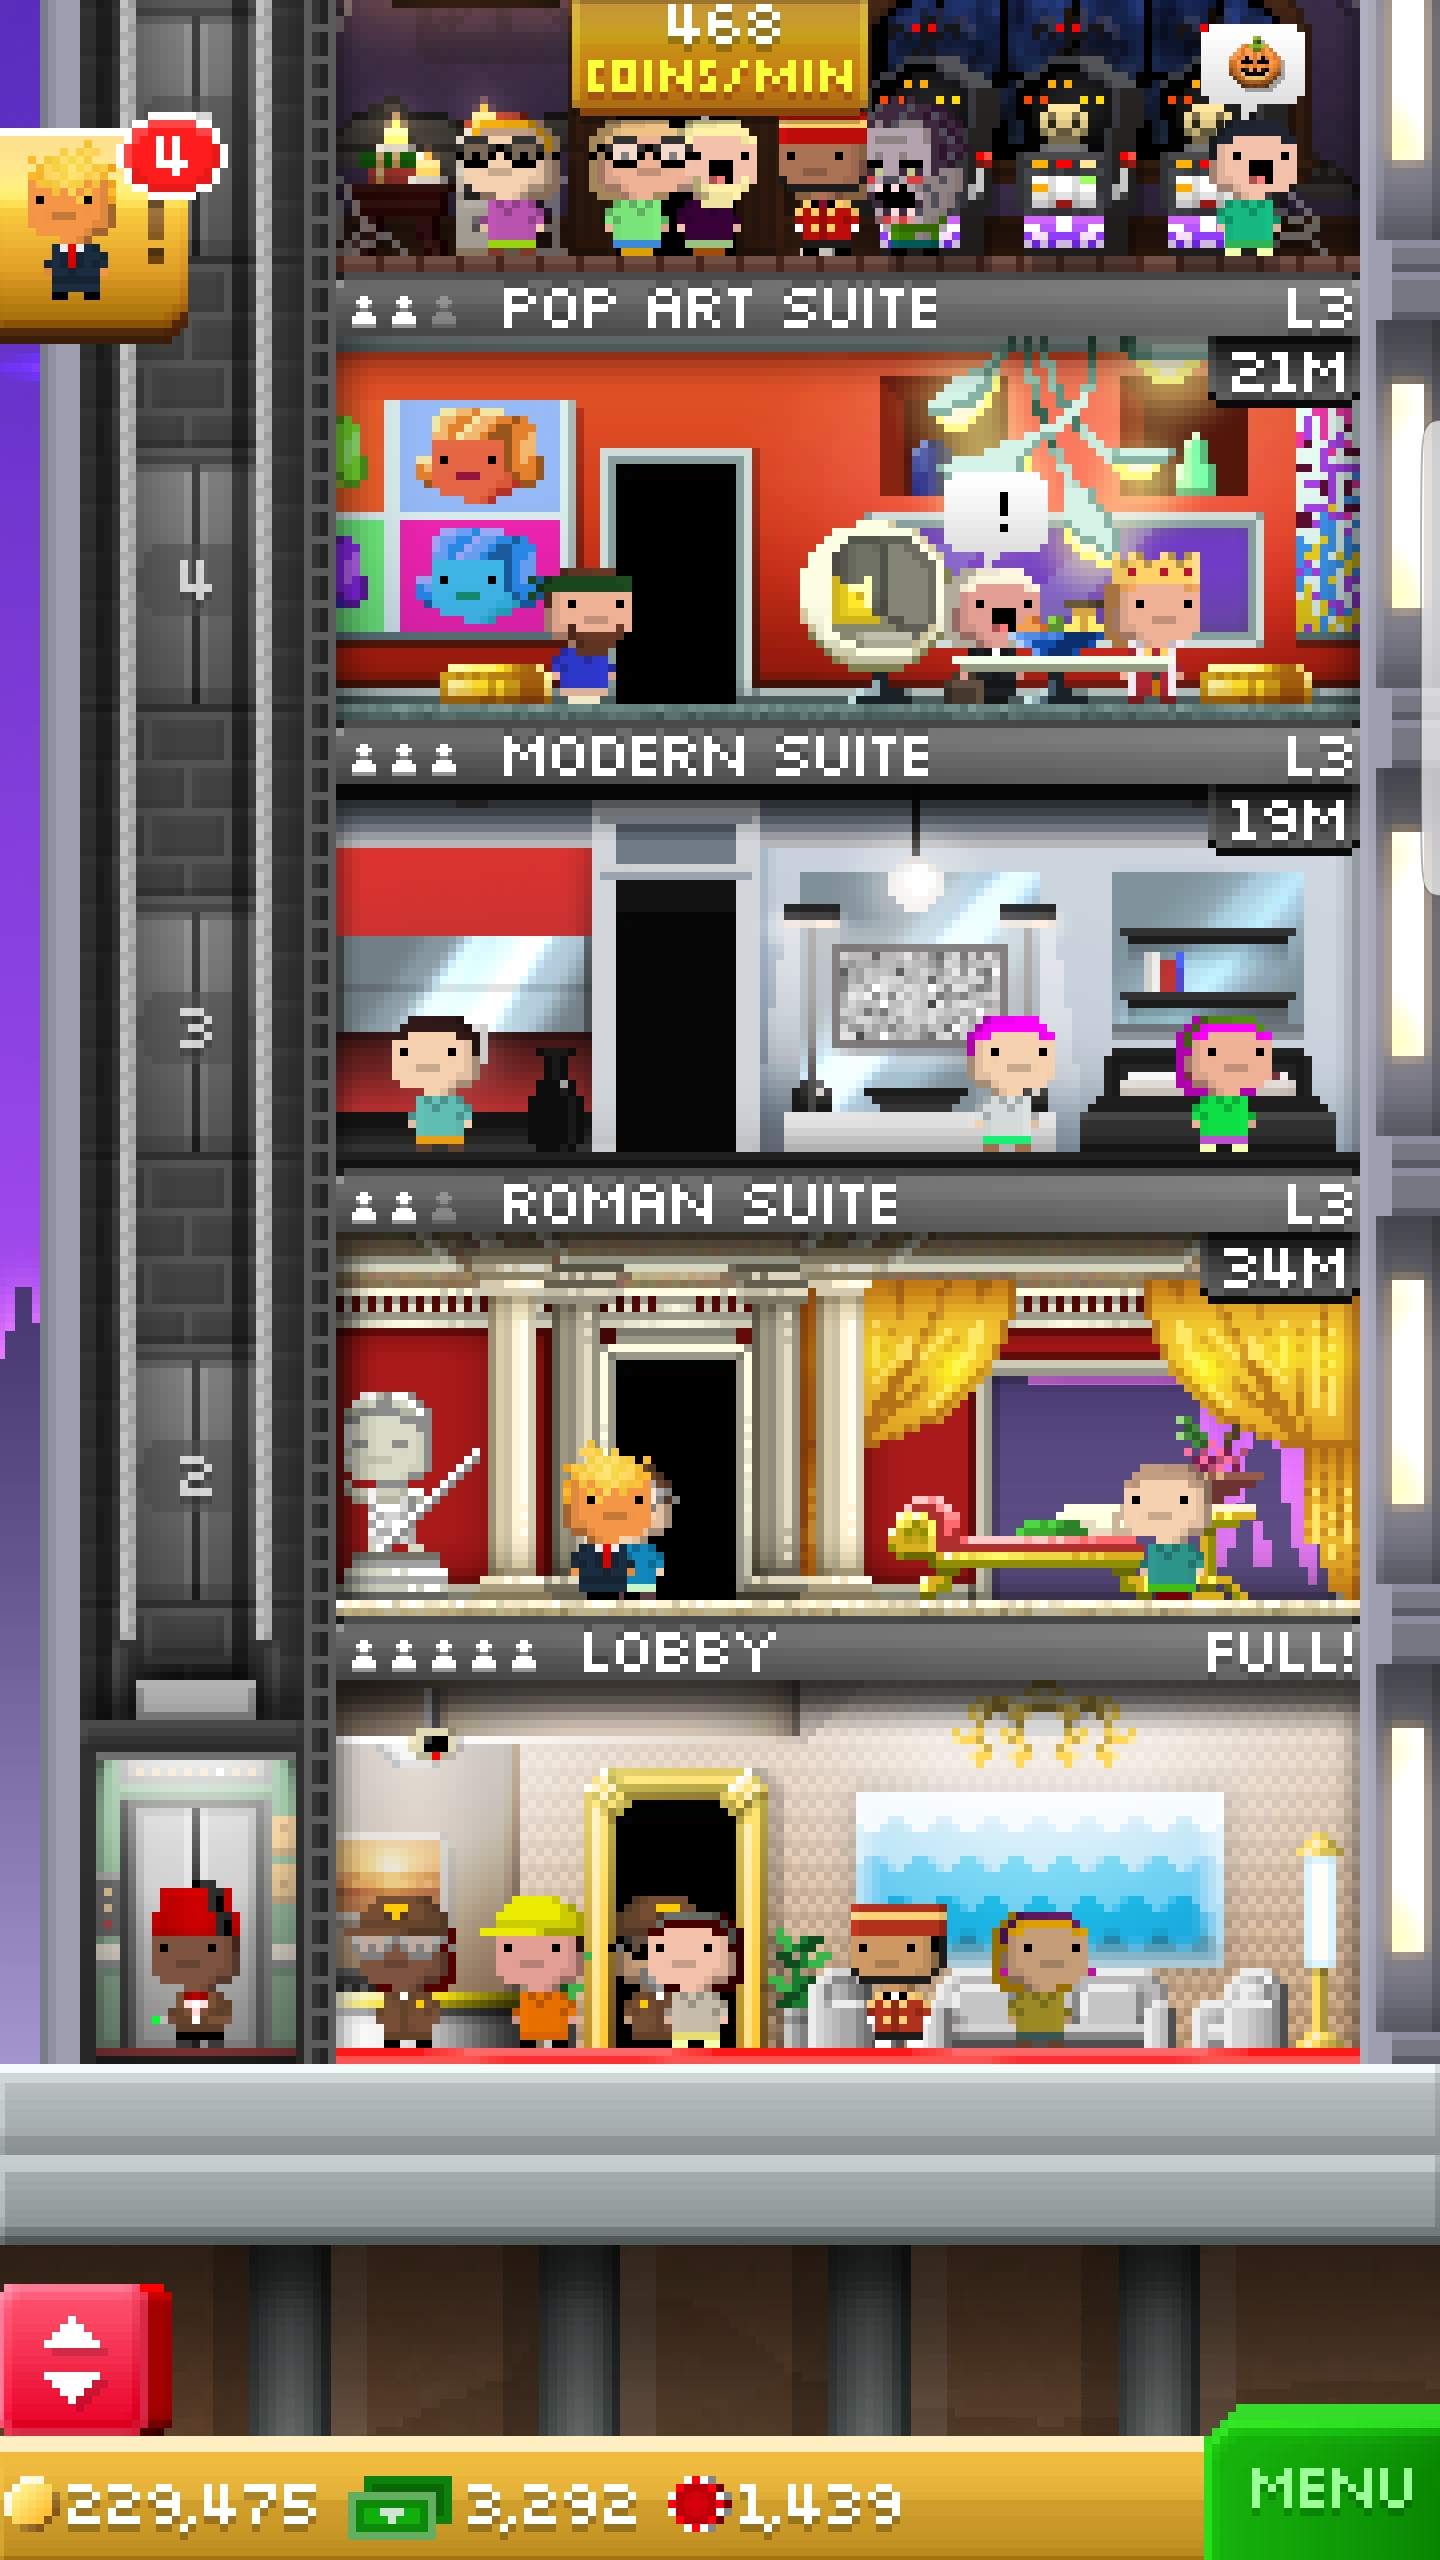 468
COINS/MIN
4
!
POP ART SUITE L3
21M
!
4
MODERN SUITE L3
19M
3
ROMAN SUITE L3
34M
2
LOBBY FULL!
229,475 3,292 1,439
MENU